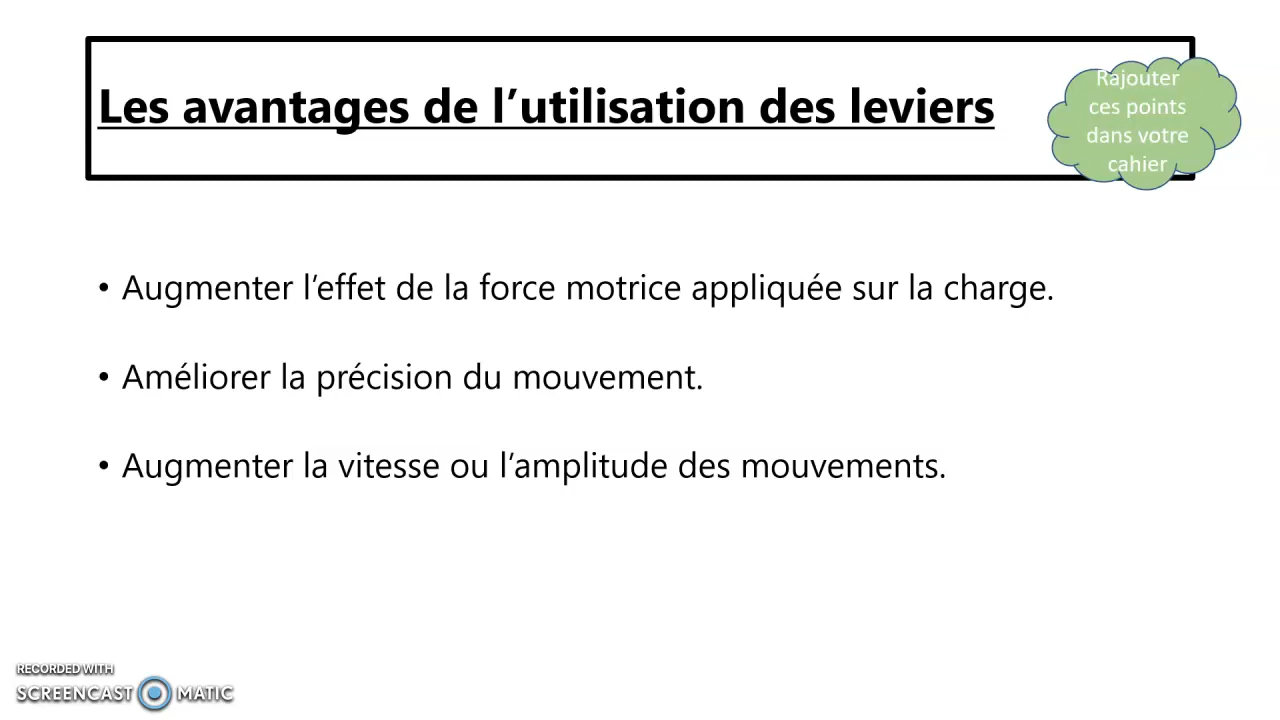 Les avantages de l’utilisation des leviers
Rajouter
ces points
dans votre
cahier
• Augmenter l’effet de la force motrice appliquée sur la charge.
• Améliorer la précision du mouvement.
• Augmenter la vitesse ou l’amplitude des mouvements.
RECORDED WITH
SCREENCAST MATIC